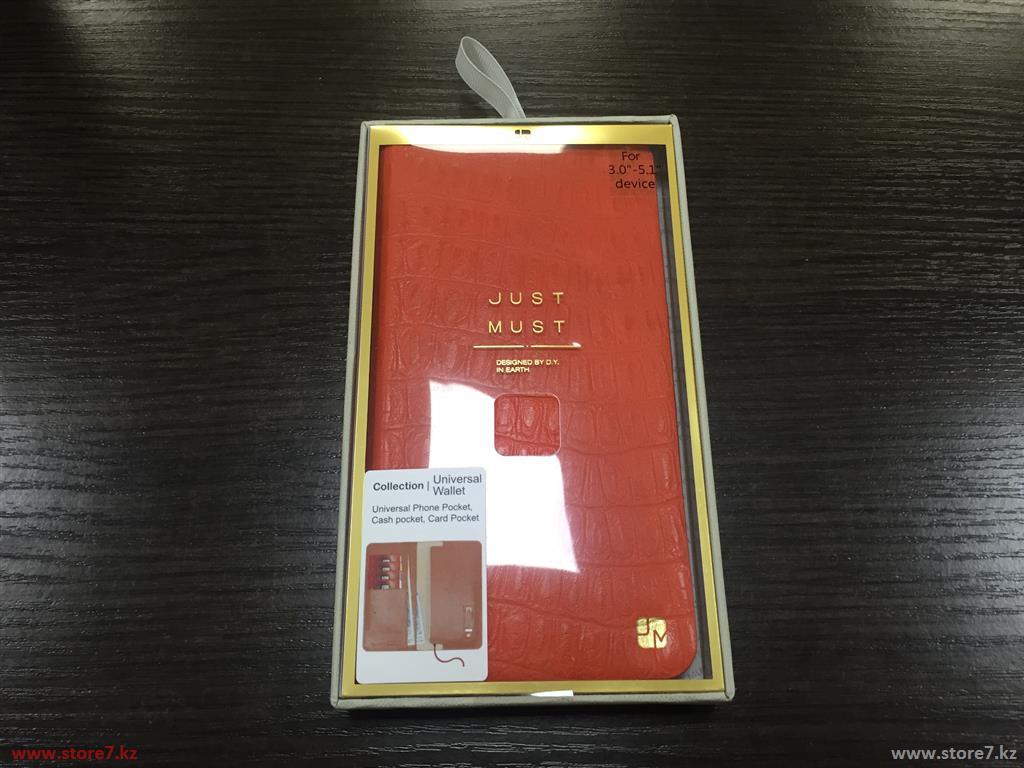 For
3.0"-5.1"
device
JUST
MUST
DESIGNED BY D.Y.
IN EARTH
Collection | Universal
Wallet
Universal Phone Pocket,
Cash pocket, Card Pocket
JM
www.store7.kz
www.store7.kz